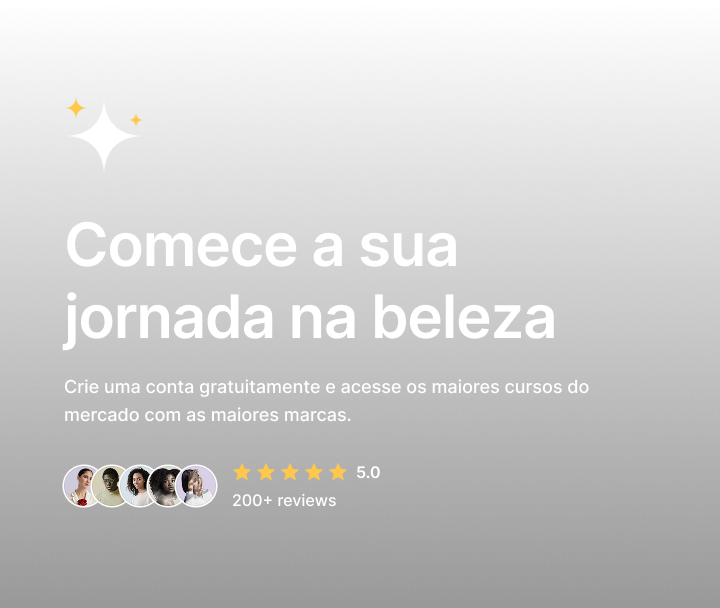 Comece a sua
jornada na beleza
Crie uma conta gratuitamente e acesse os maiores cursos do
mercado com as maiores marcas.
5.0
200+ reviews